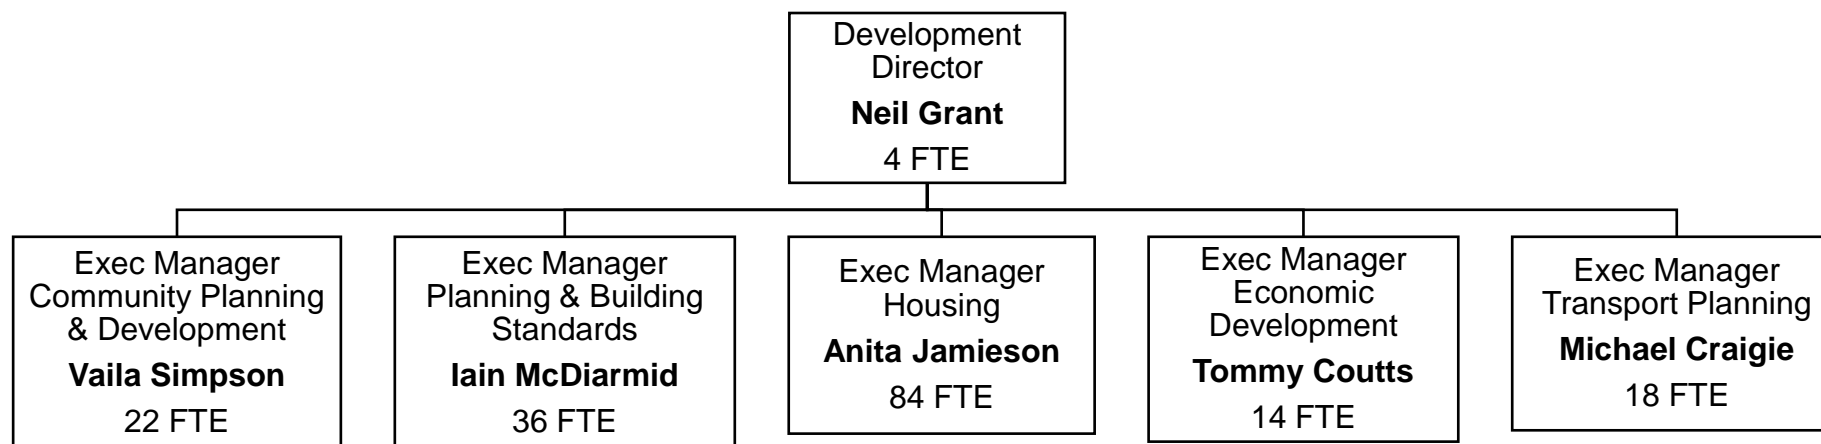 Development
Director
Neil Grant
4 FTE
Exec Manager
Community Planning
& Development
Vaila Simpson
22 FTE
Exec Manager
Planning & Building
Standards
Iain McDiarmid
36 FTE
Exec Manager
Housing
Anita Jamieson
84 FTE
Exec Manager
Economic
Development
Tommy Coutts
14 FTE
Exec Manager
Transport Planning
Michael Craigie
18 FTE